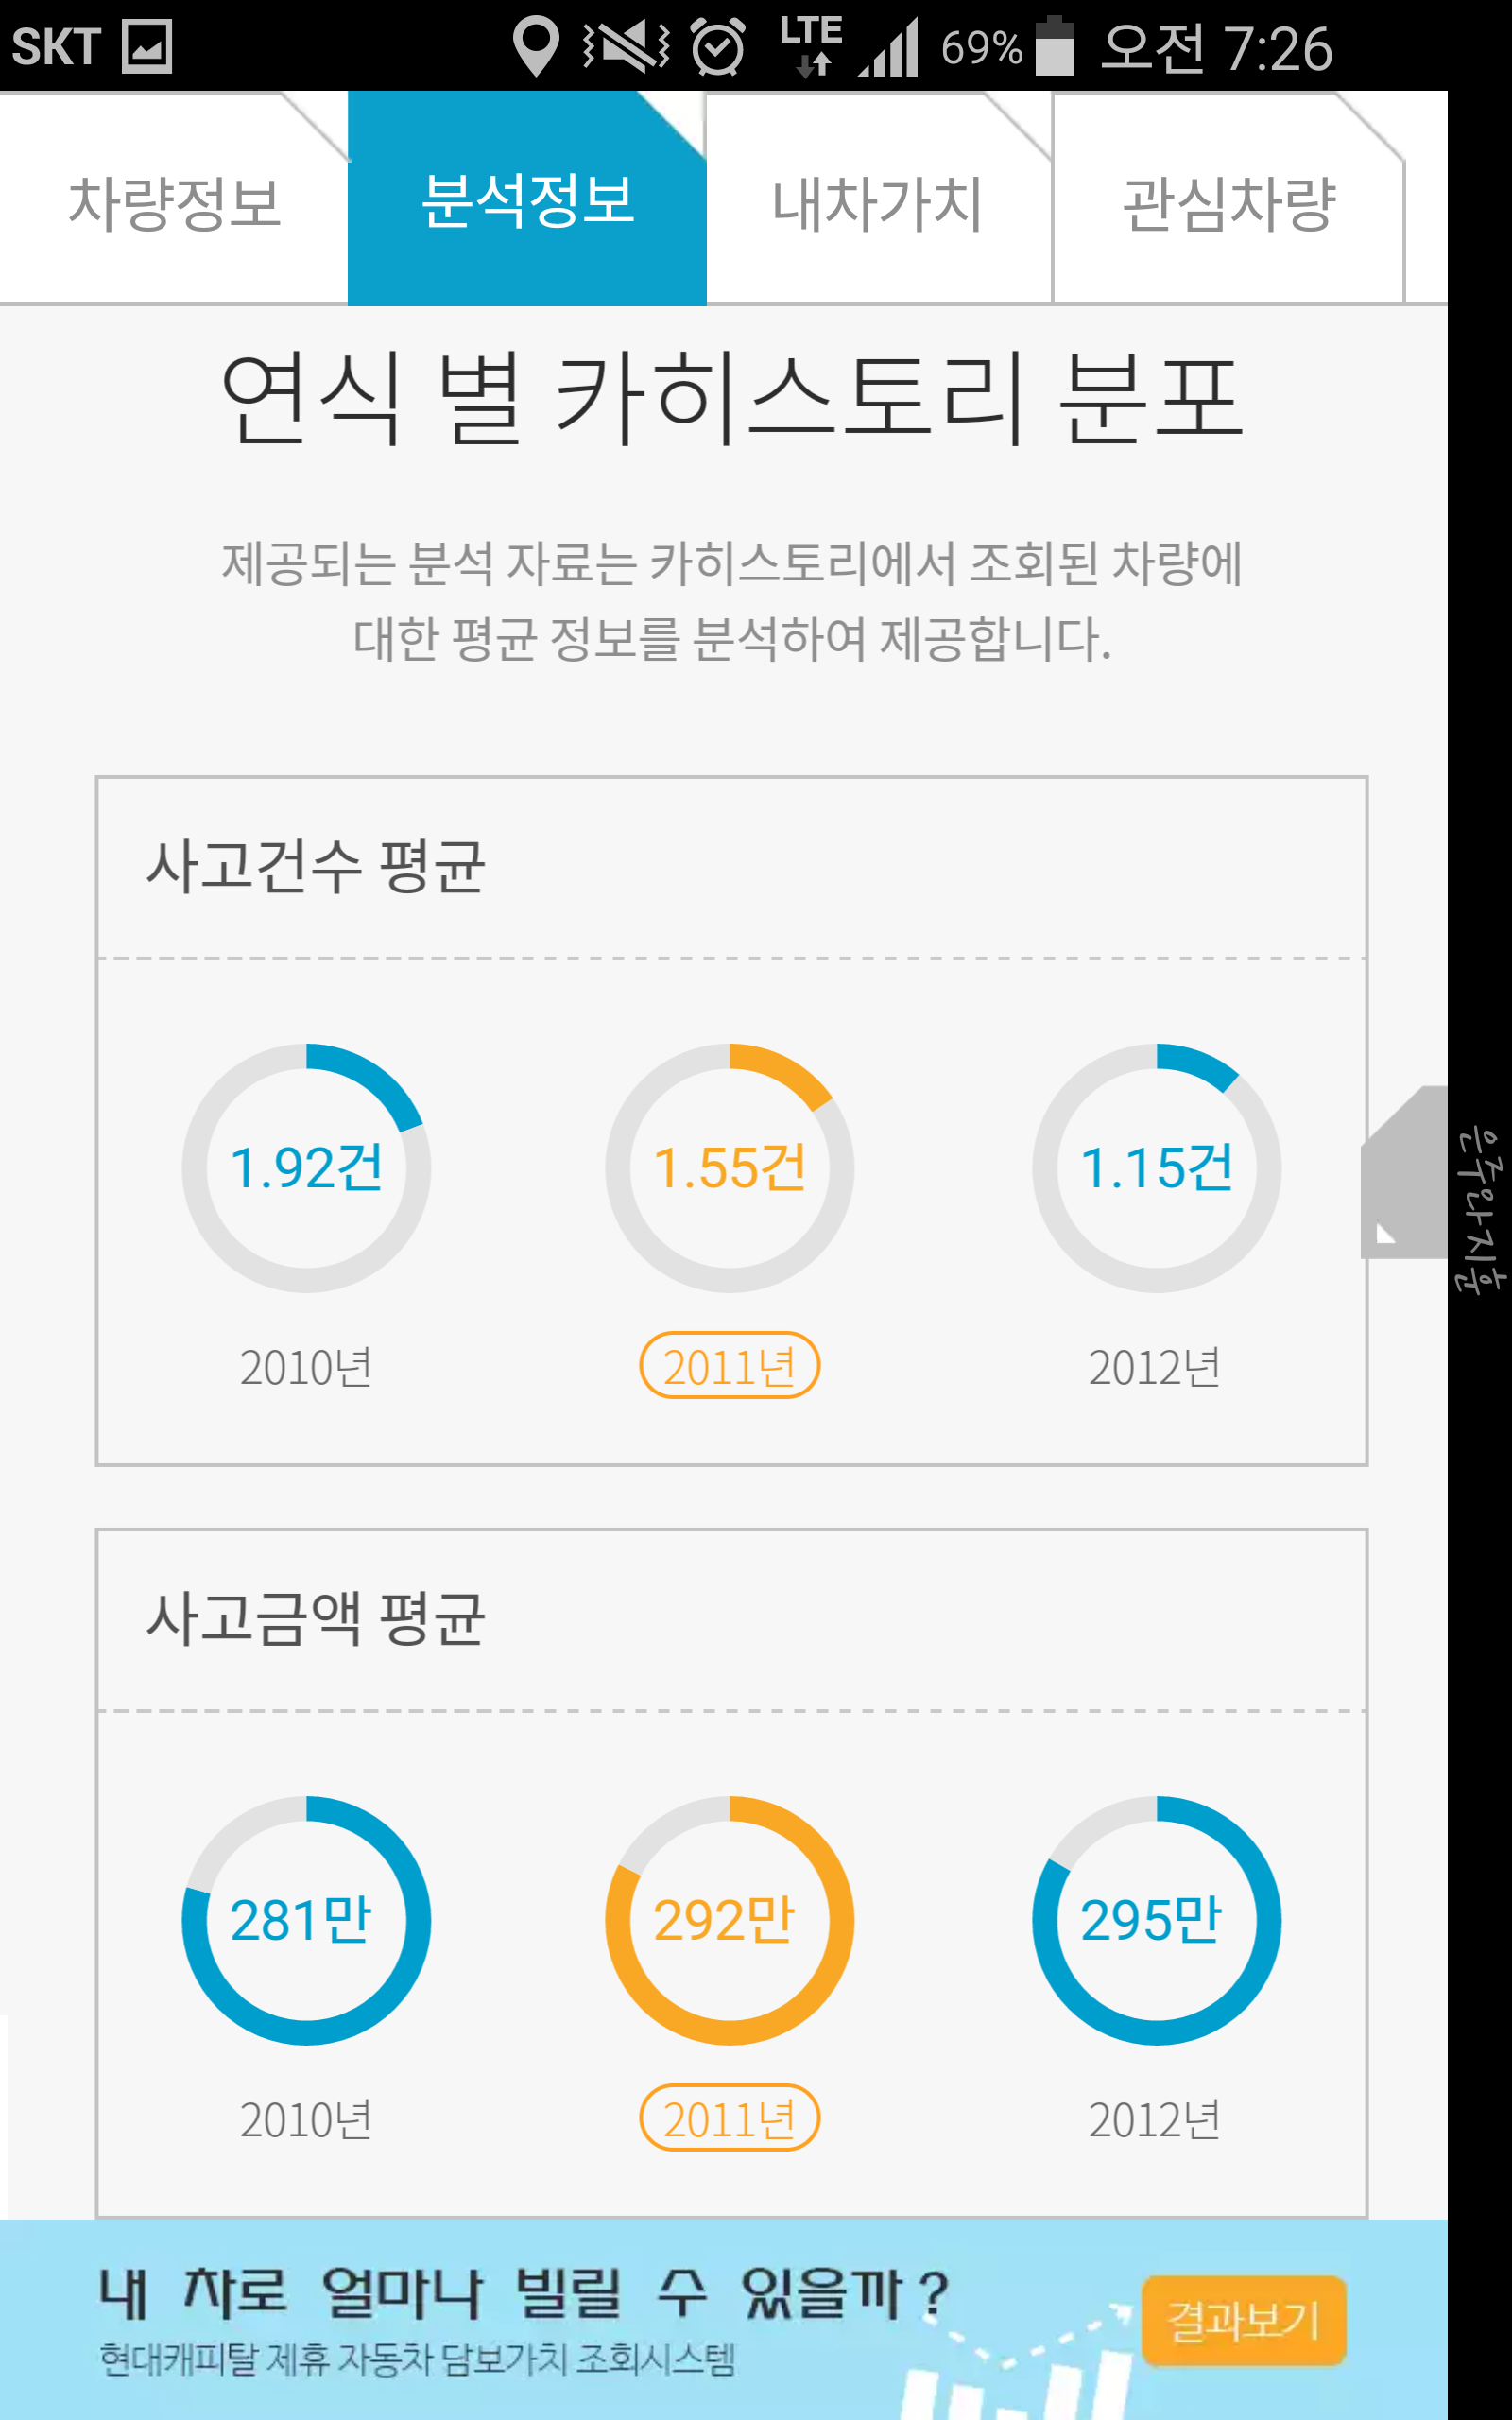 SKT LTE 69% 오전 7:26
차량정보 분석정보 내차가치 관심차량
연식 별 카히스토리 분포
제공되는 분석 자료는 카히스토리에서 조회된 차량에
대한 평균 정보를 분석하여 제공합니다.
사고건수 평균
1.92건 1.55건 1.15건
2010년 2011년 2012년
사고금액 평균
281만 292만 295만
2010년 2011년 2012년
내 차로 얼마나 빌릴 수 있을까?
현대캐피탈 제휴 자동차 담보가치 조회시스템
결과보기